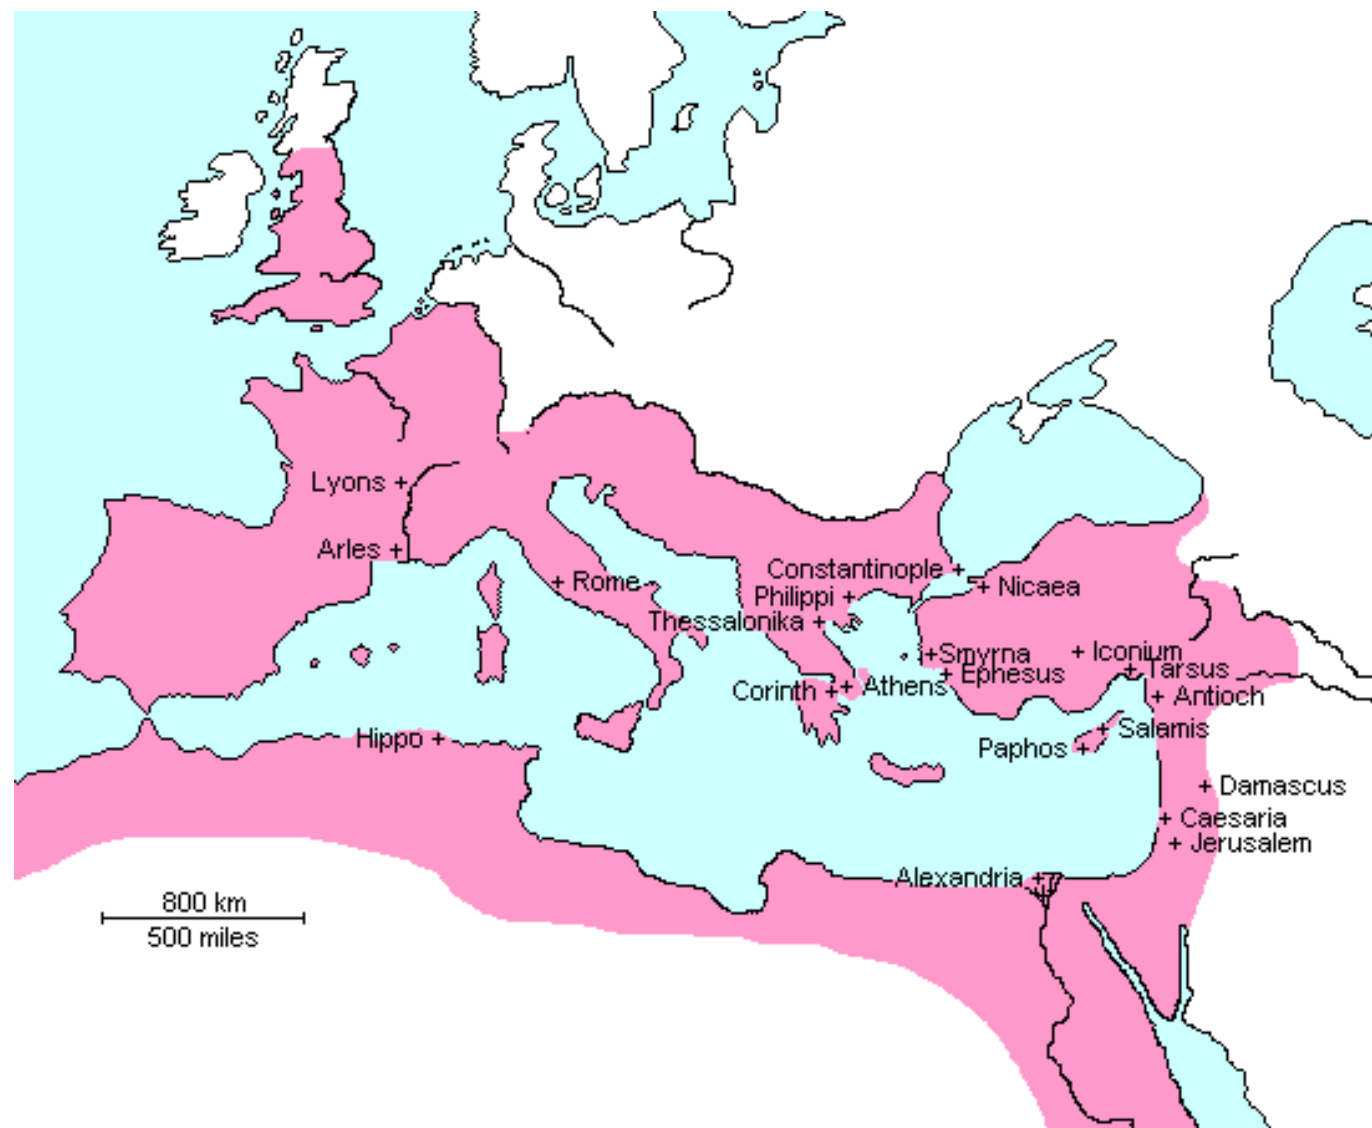 Lyons
Arles
Rome
Constantinople
Nicaea
Philippi
Thessalonika
Smyrna
Iconium
Tarsus
Ephesus
Corinth
Athens
Antioch
Salamis
Hippo
Paphos
Damascus
Caesaria
Jerusalem
Alexandria
800 km
500 miles